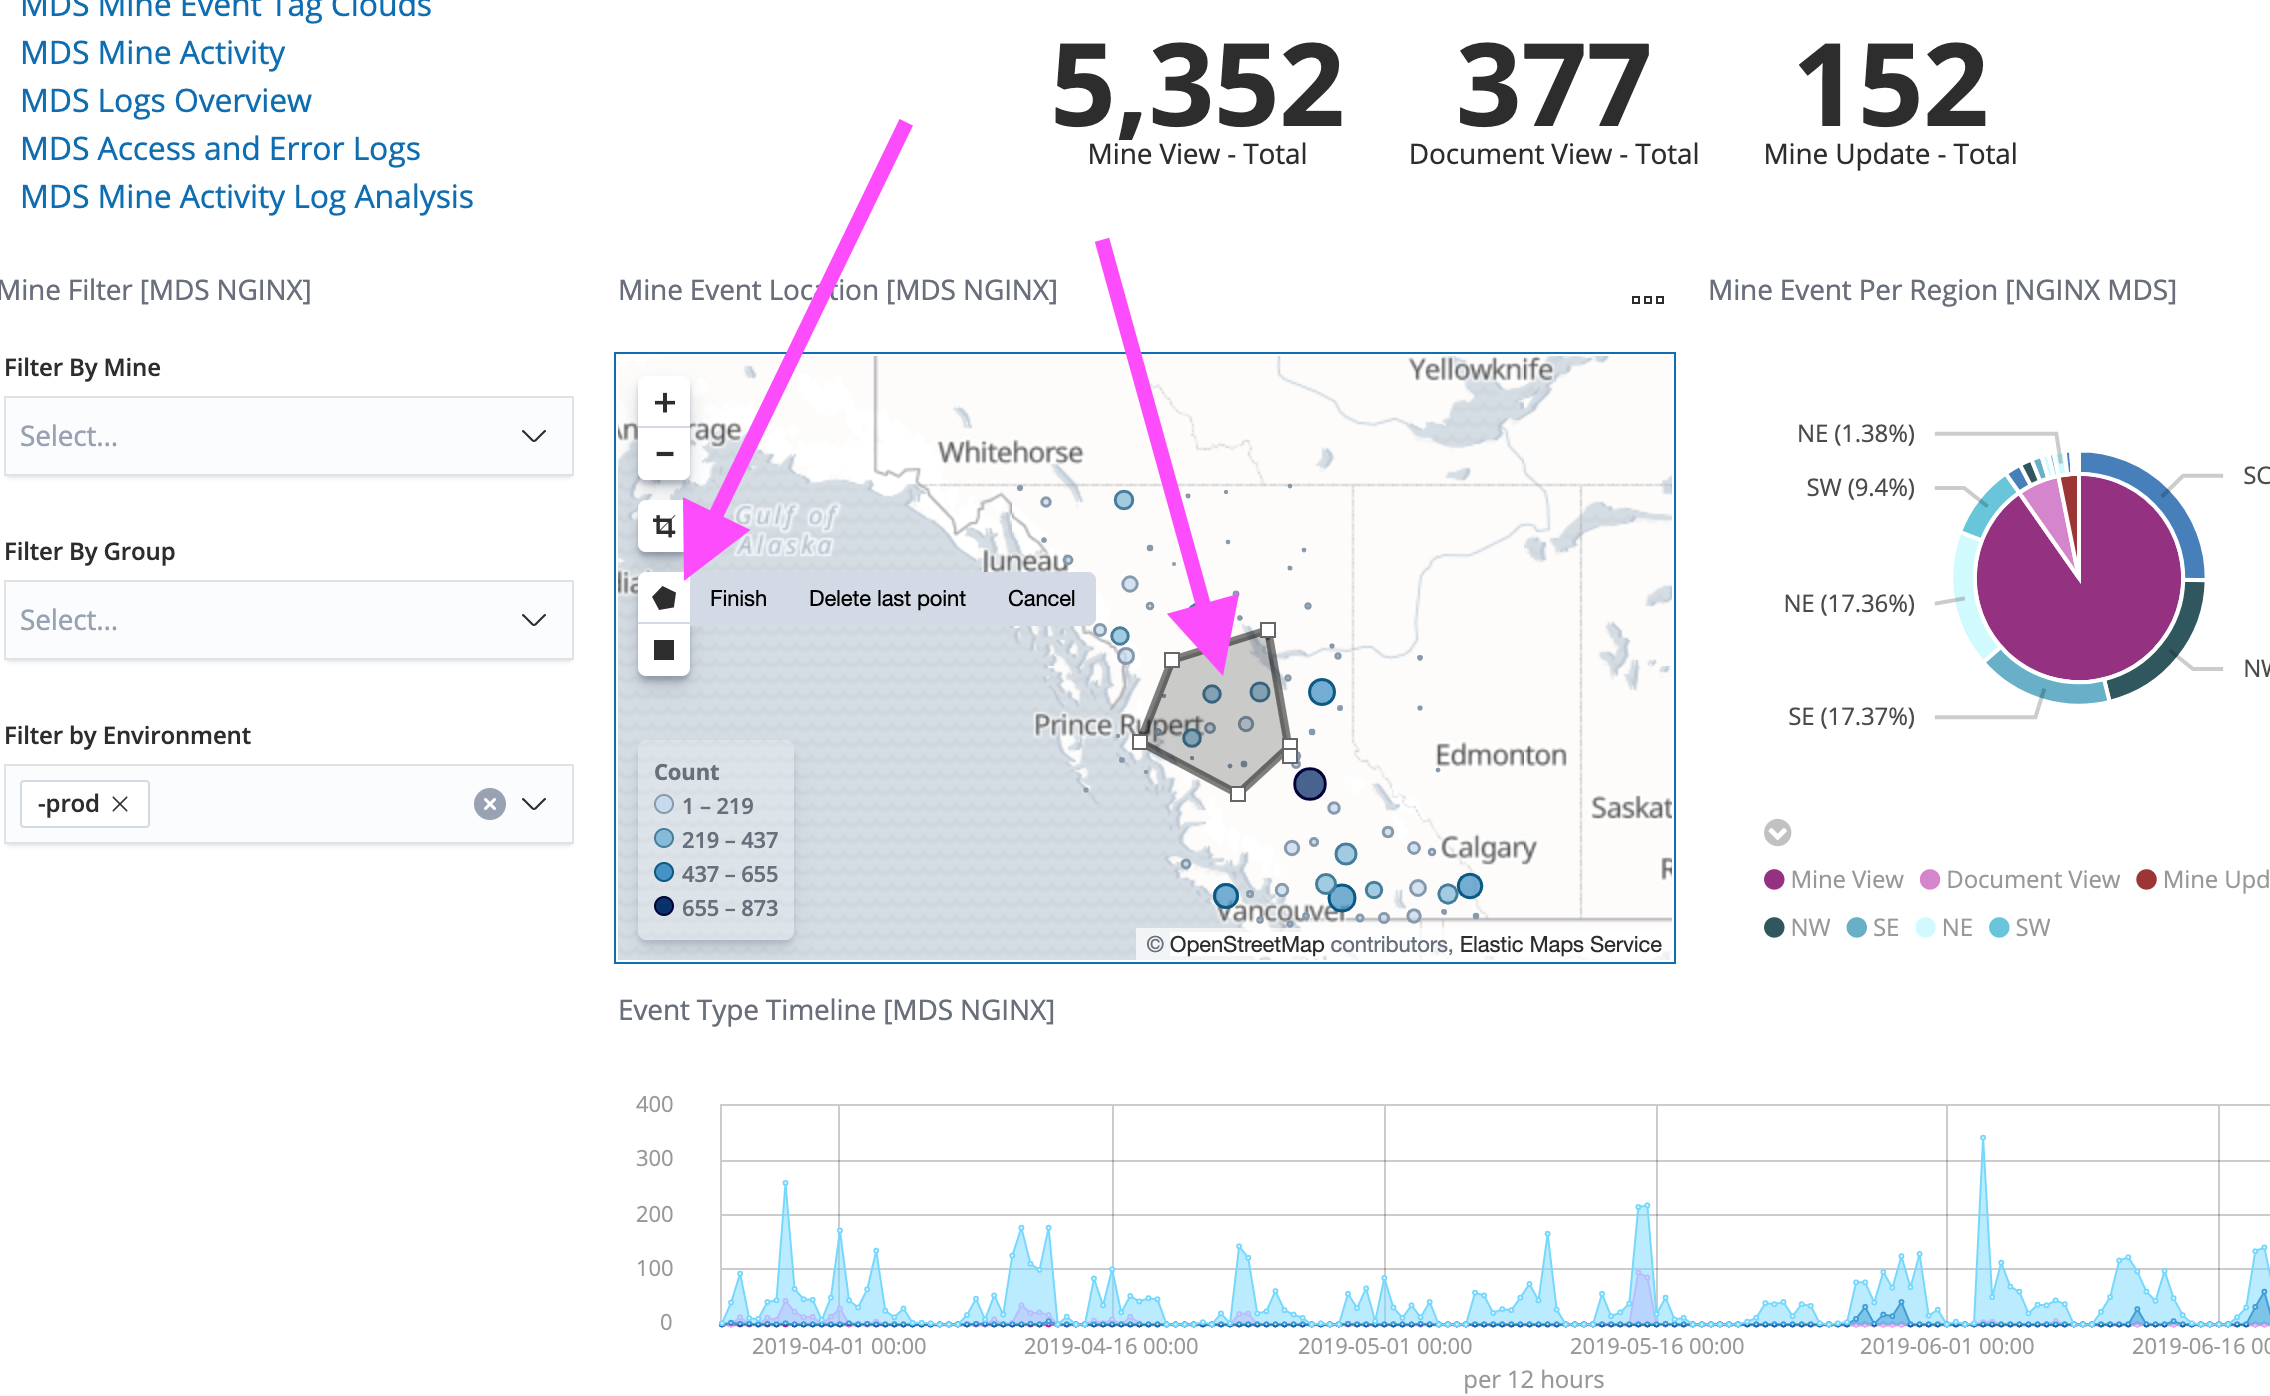 MDS Mine Event Tag Clouds
MDS Mine Activity
MDS Logs Overview
MDS Access and Error Logs
MDS Mine Activity Log Analysis
5,352 377 152
Mine View - Total Document View - Total Mine Update - Total
Mine Filter [MDS NGINX]
Filter By Mine
Select...
Filter By Group
Select...
Filter by Environment
-prod
Mine Event Location [MDS NGINX]
Yellowknife
Whitehorse
Gulf of
Alaska
Juneau
Finish Delete last point Cancel
Prince Rupert
Edmonton
Saskat
Calgary
Vancouver
Count
1 – 219
219 – 437
437 – 655
655 – 873
© OpenStreetMap contributors, Elastic Maps Service
Mine Event Per Region [NGINX MDS]
NE (1.38%)
SW (9.4%)
NE (17.36%)
SE (17.37%)
SC
NW
Mine View Document View Mine Upd
NW SE NE SW
Event Type Timeline [MDS NGINX]
400
300
200
100
0
2019-04-01 00:00 2019-04-16 00:00 2019-05-01 00:00 2019-05-16 00:00 2019-06-01 00:00 2019-06-16 00
per 12 hours